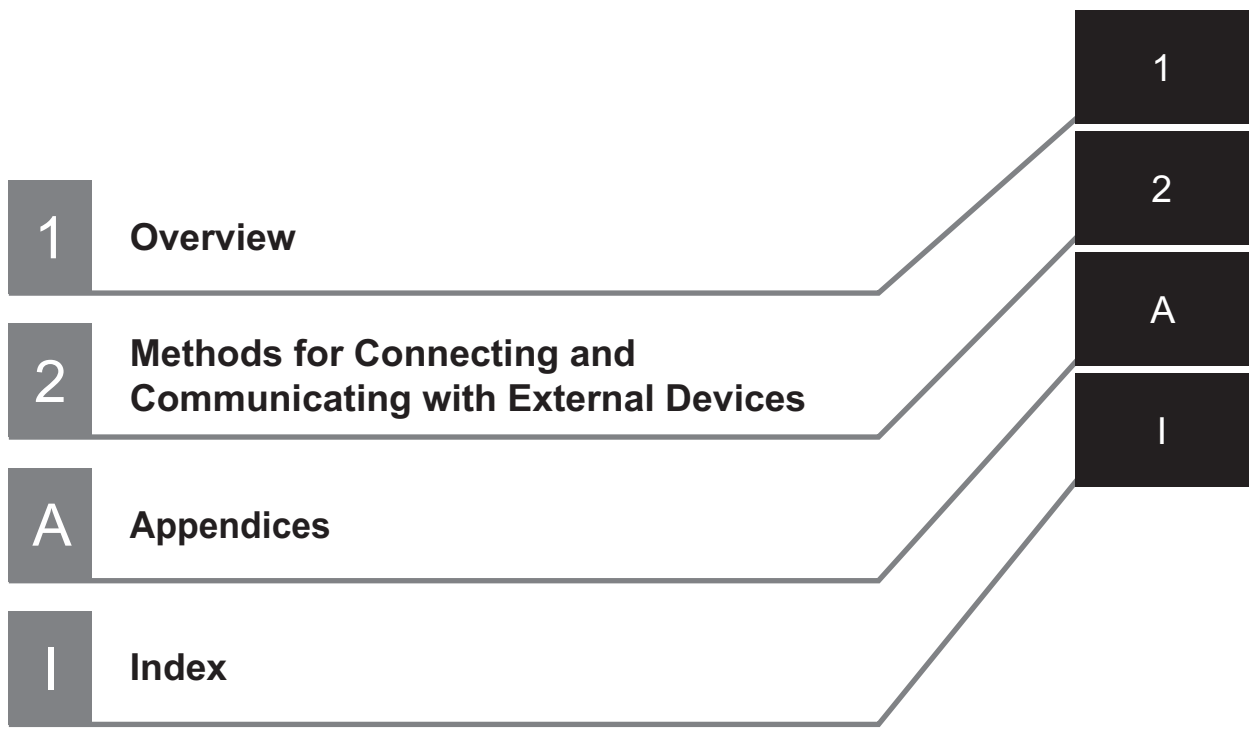 1
Overview
2
Methods for Connecting and
Communicating with External Devices
A
Appendices
I
Index
1
2
A
I